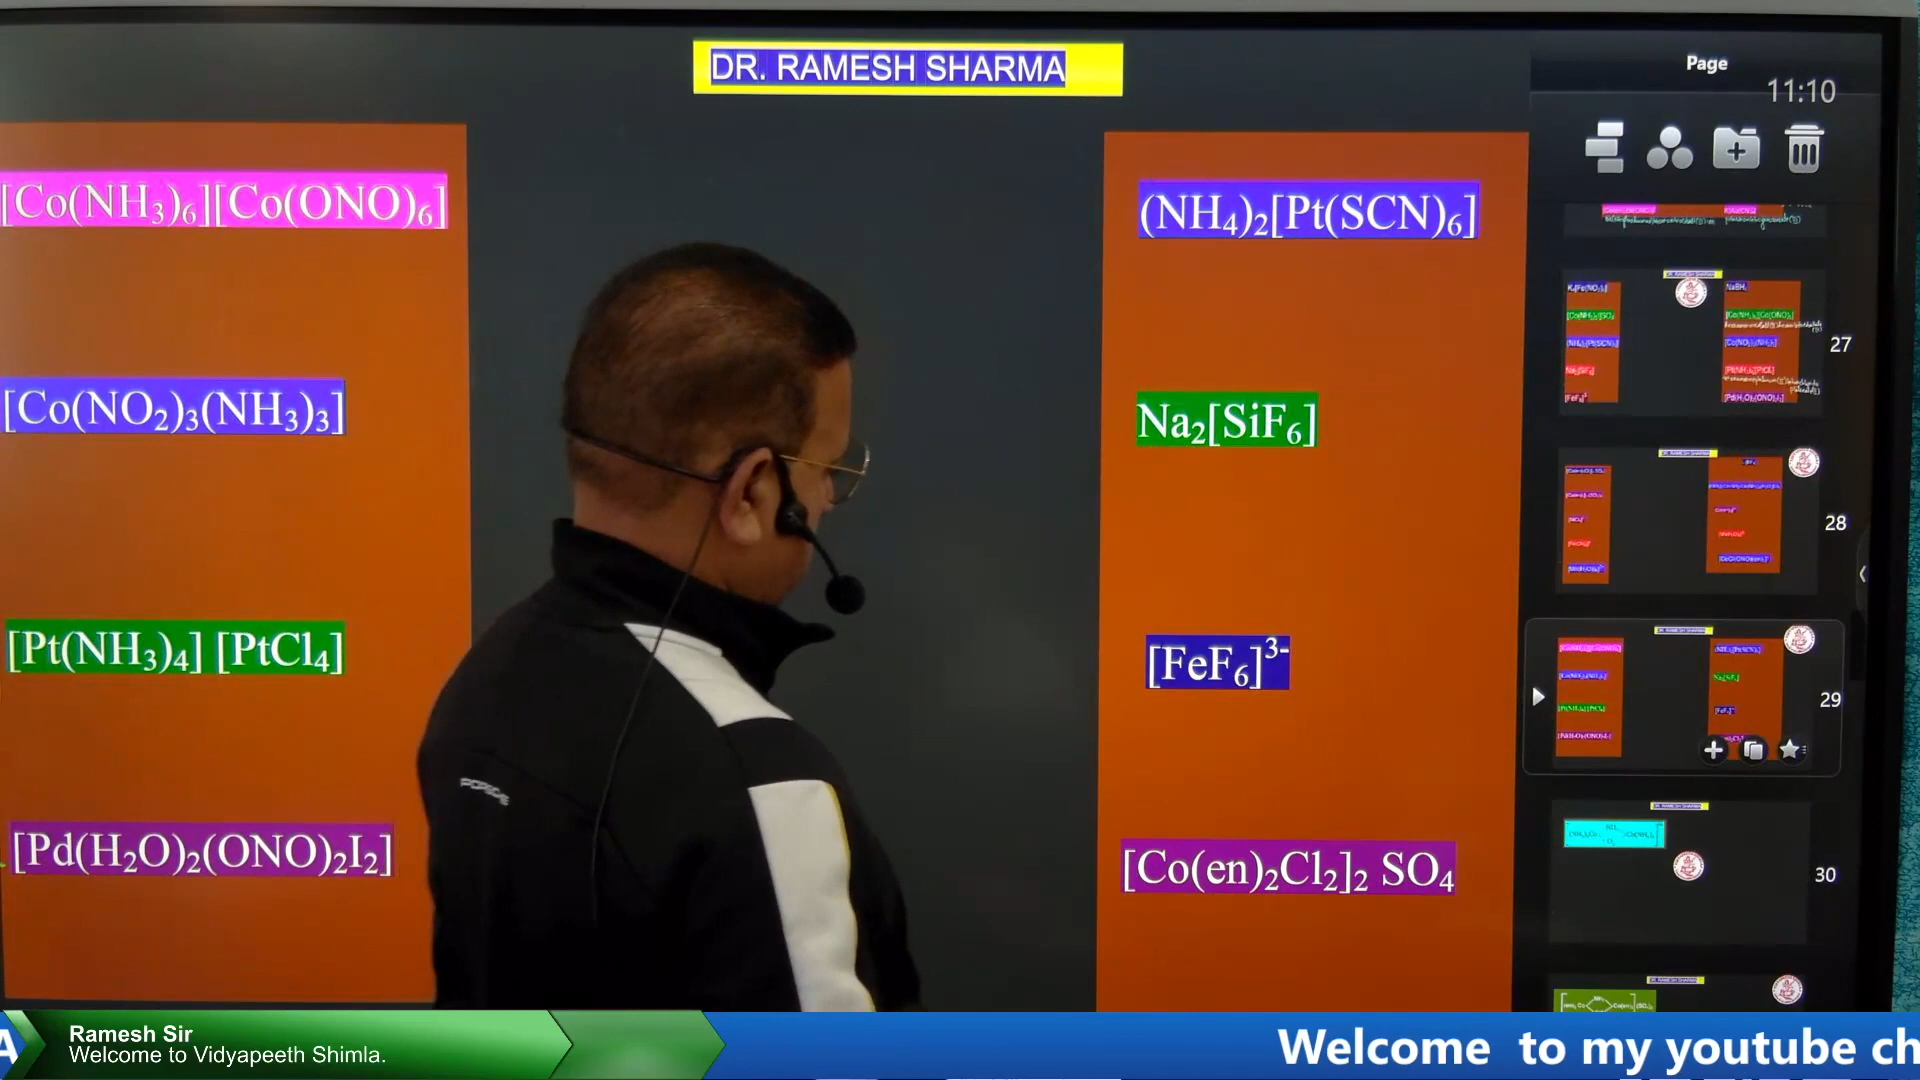 DR. RAMESH SHARMA
[Co(NH₃)₆][Co(ONO)₆]
[Co(NO₂)₃(NH₃)₃]
[Pt(NH₃)₄] [PtCl₄]
[Pd(H₂O)₂(ONO)₂I₂]
(NH₄)₂[Pt(SCN)₆]
Na₂[SiF₆]
[FeF₆]³⁻
[Co(en)₂Cl₂]₂ SO₄
Page
11:10
27
28
29
30
A
Ramesh Sir
Welcome to Vidyapeeth Shimla.
Welcome to my youtube ch